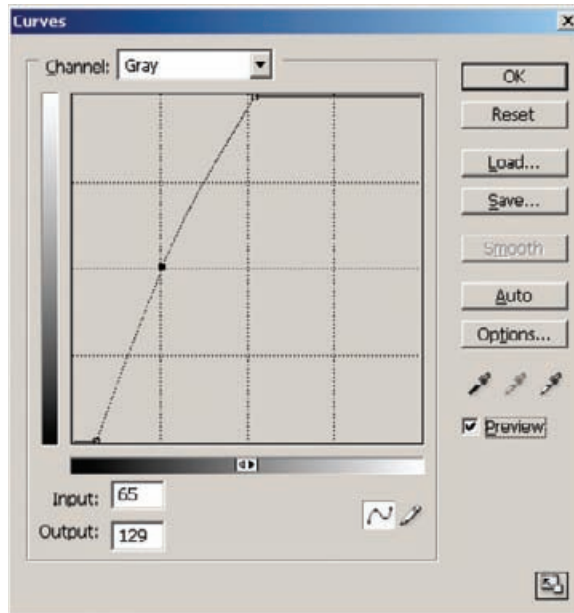 Curves
Channel: Gray
OK
Reset
Load...
Save...
Smooth
Auto
Options...
Preview
Input: 65
Output: 129